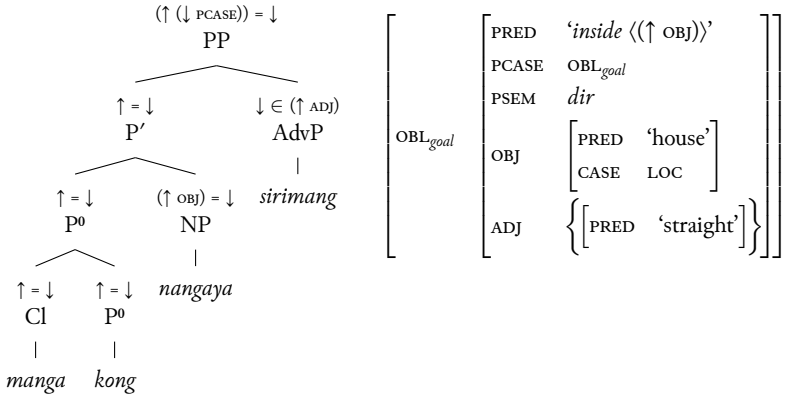 (↑ (↓ PCASE)) = ↓
PP
↑ = ↓ ↓ ∈ (↑ ADJ)
P′ AdvP
↑ = ↓ (↑ OBJ) = ↓ sirimang
P⁰ NP
↑ = ↓ ↑ = ↓ nangaya
Cl P⁰
manga kong
OBL_goal
PRED ‘inside ⟨(↑ OBJ)⟩’
PCASE OBL_goal
PSEM dir
OBJ
PRED ‘house’
CASE LOC
ADJ { [ PRED ‘straight’ ] }